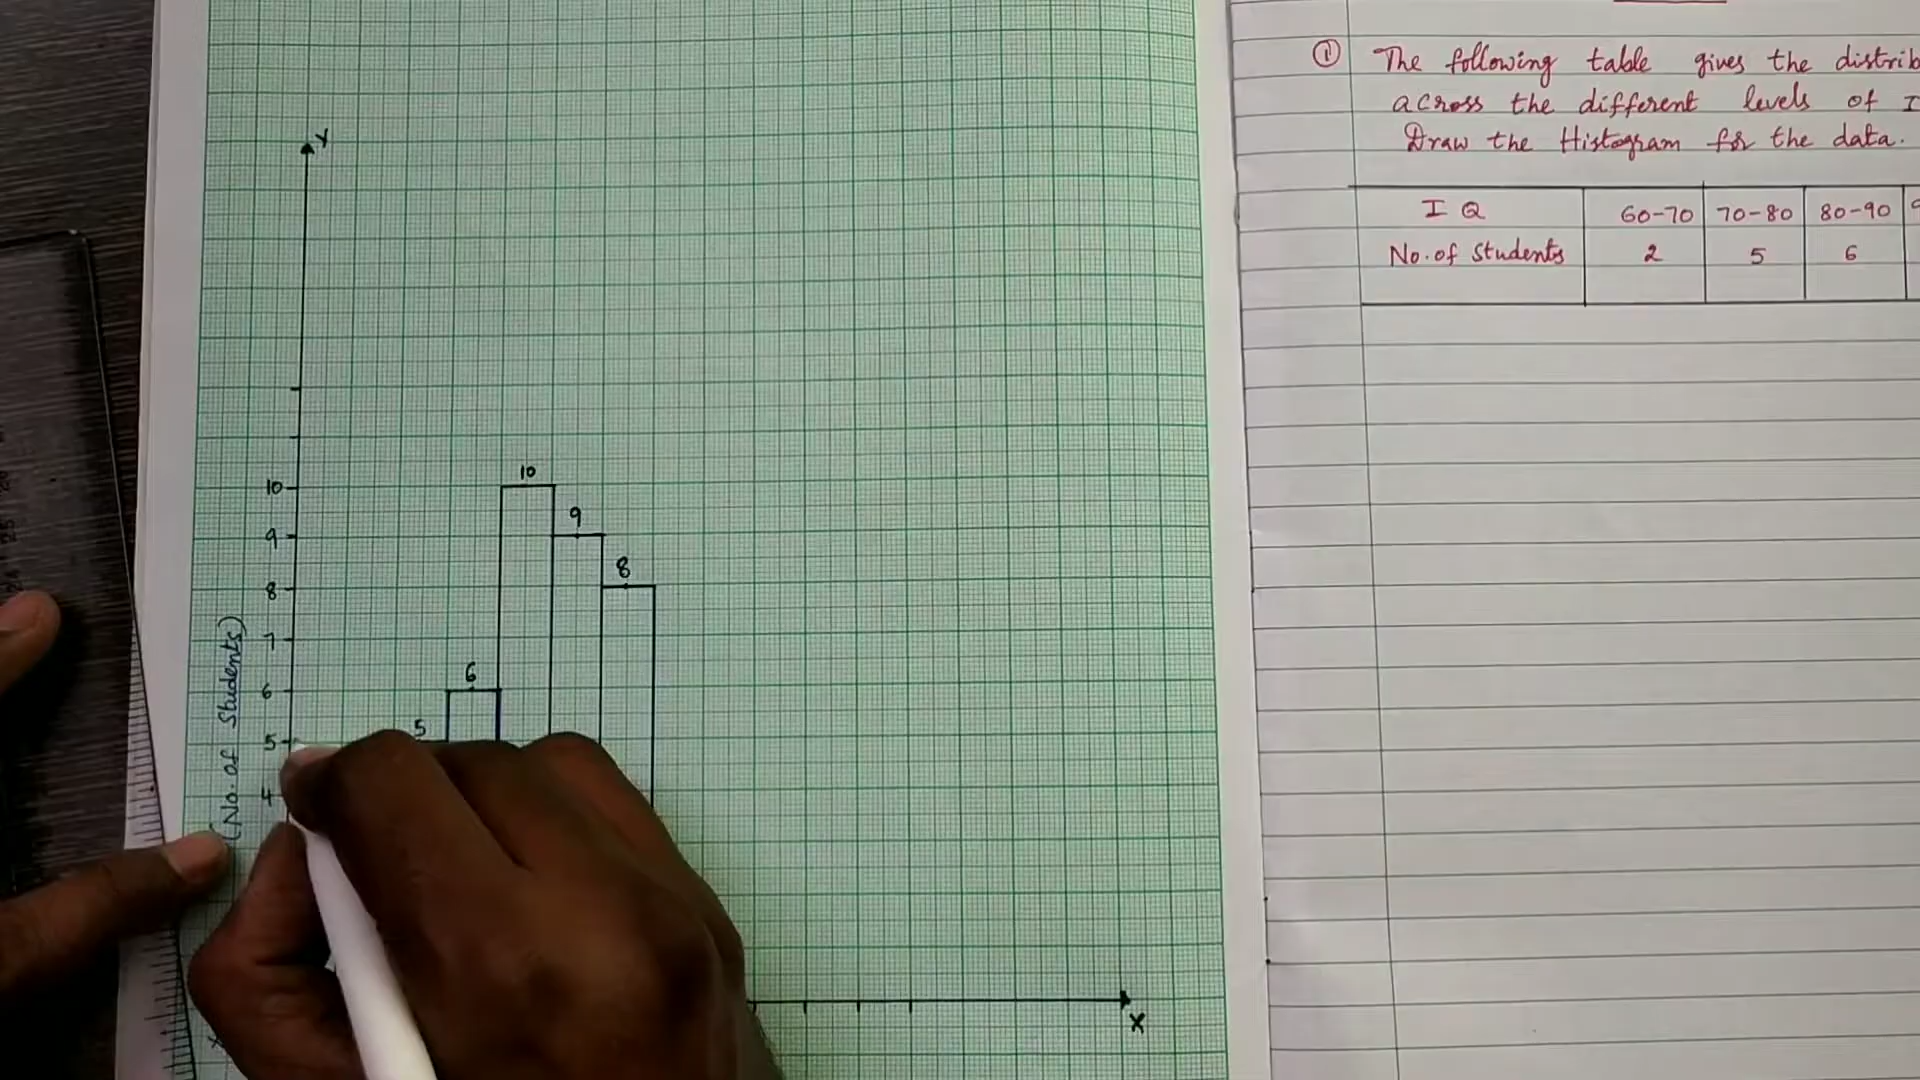 Y
10
9
8
7
6
5
4
(No. of Students)
10
9
8
6
5
X
① The following table gives the distrib
across the different levels of I
Draw the Histogram for the data.
I Q 60-70 70-80 80-90
No. of Students 2 5 6